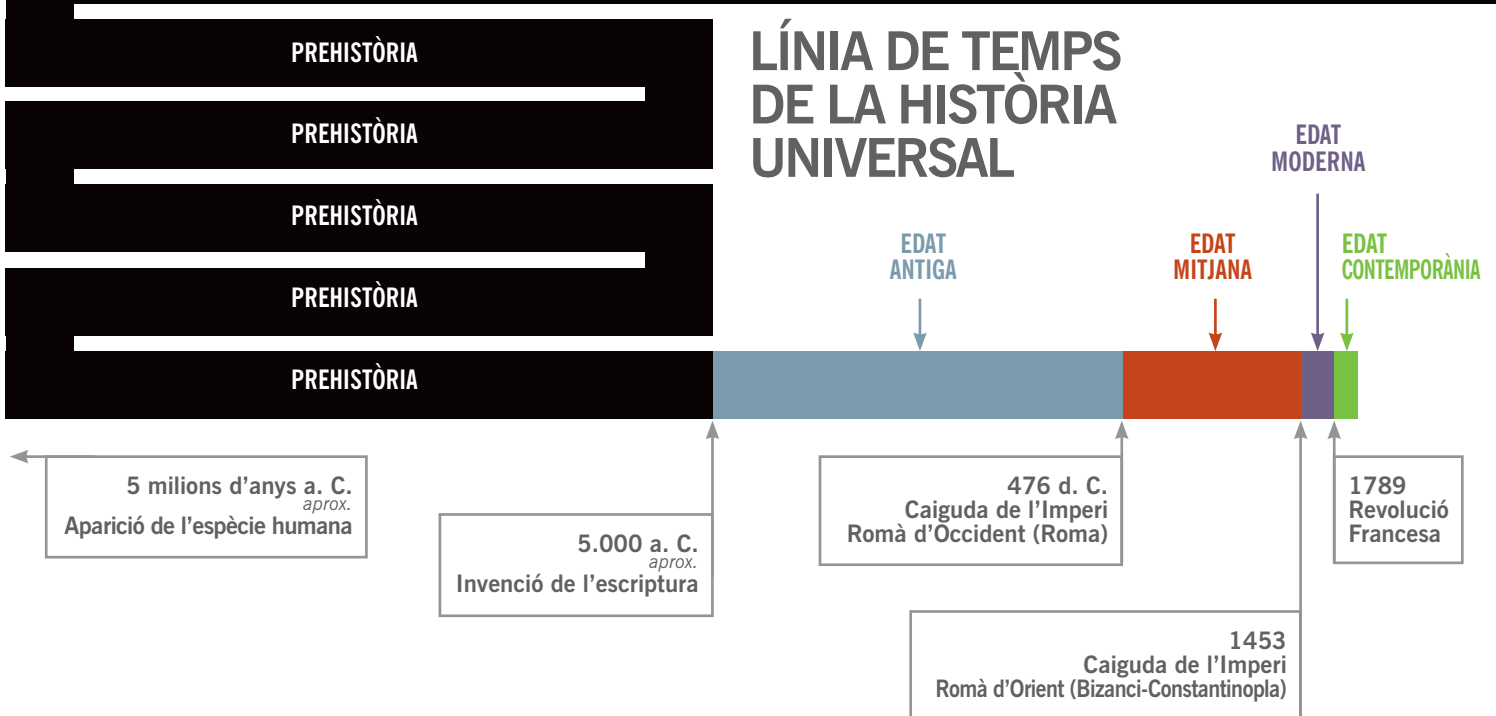 PREHISTÒRIA
PREHISTÒRIA
PREHISTÒRIA
PREHISTÒRIA
PREHISTÒRIA
LÍNIA DE TEMPS
DE LA HISTÒRIA
UNIVERSAL
EDAT
ANTIGA
EDAT
MITJANA
EDAT
MODERNA
EDAT
CONTEMPORÀNIA
5 milions d’anys a. C.
aprox.
Aparició de l’espècie humana
5.000 a. C.
aprox.
Invenció de l’escriptura
476 d. C.
Caiguda de l’Imperi
Romà d’Occident (Roma)
1453
Caiguda de l’Imperi
Romà d’Orient (Bizanci-Constantinopla)
1789
Revolució
Francesa